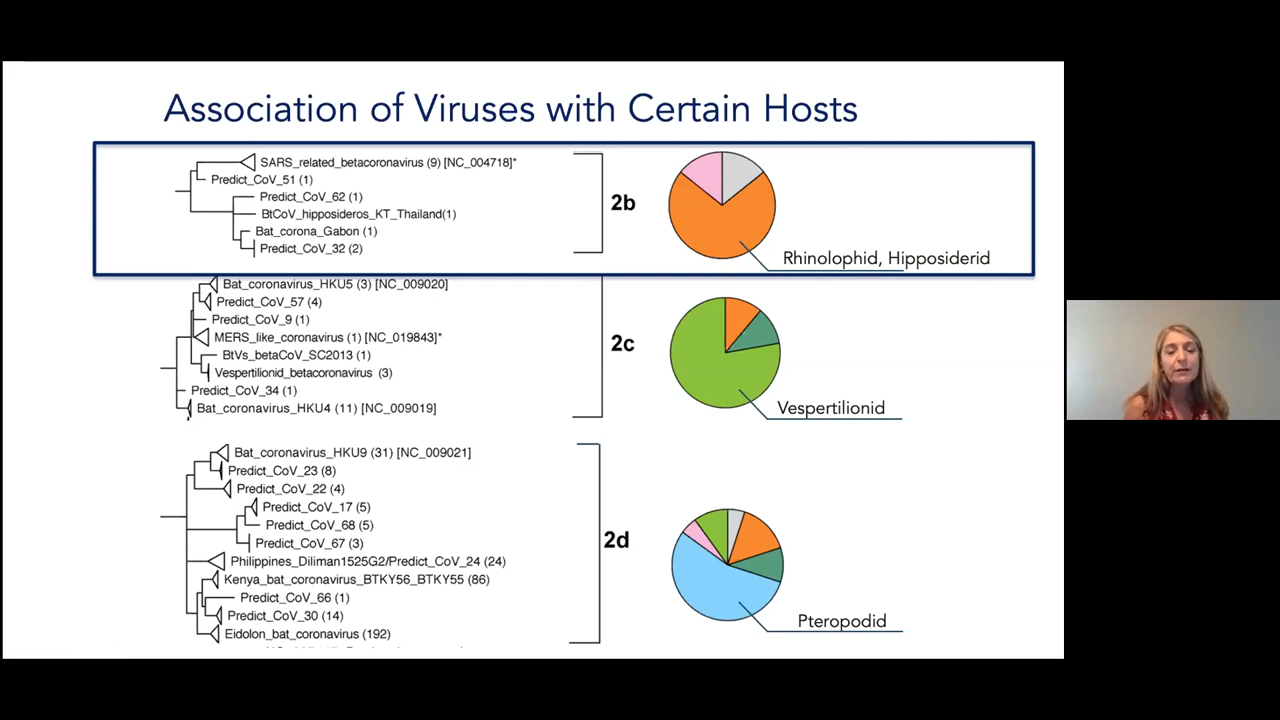 Association of Viruses with Certain Hosts
SARS_related_betacoronavirus (9) [NC_004718]*
Predict_CoV_51 (1)
Predict_CoV_62 (1)
BtCoV_hipposideros_KT_Thailand(1)
Bat_corona_Gabon (1)
Predict_CoV_32 (2)
2b
Rhinolophid, Hipposiderid
Bat_coronavirus_HKU5 (3) [NC_009020]
Predict_CoV_57 (4)
Predict_CoV_9 (1)
MERS_like_coronavirus (1) [NC_019843]*
BtVs_betaCoV_SC2013 (1)
Vespertilionid_betacoronavirus (3)
Predict_CoV_34 (1)
Bat_coronavirus_HKU4 (11) [NC_009019]
2c
Vespertilionid
Bat_coronavirus_HKU9 (31) [NC_009021]
Predict_CoV_23 (8)
Predict_CoV_22 (4)
Predict_CoV_17 (5)
Predict_CoV_68 (5)
Predict_CoV_67 (3)
Philippines_Diliman1525G2/Predict_CoV_24 (24)
Kenya_bat_coronavirus_BTKY56_BTKY55 (86)
Predict_CoV_66 (1)
Predict_CoV_30 (14)
Eidolon_bat_coronavirus (192)
2d
Pteropodid